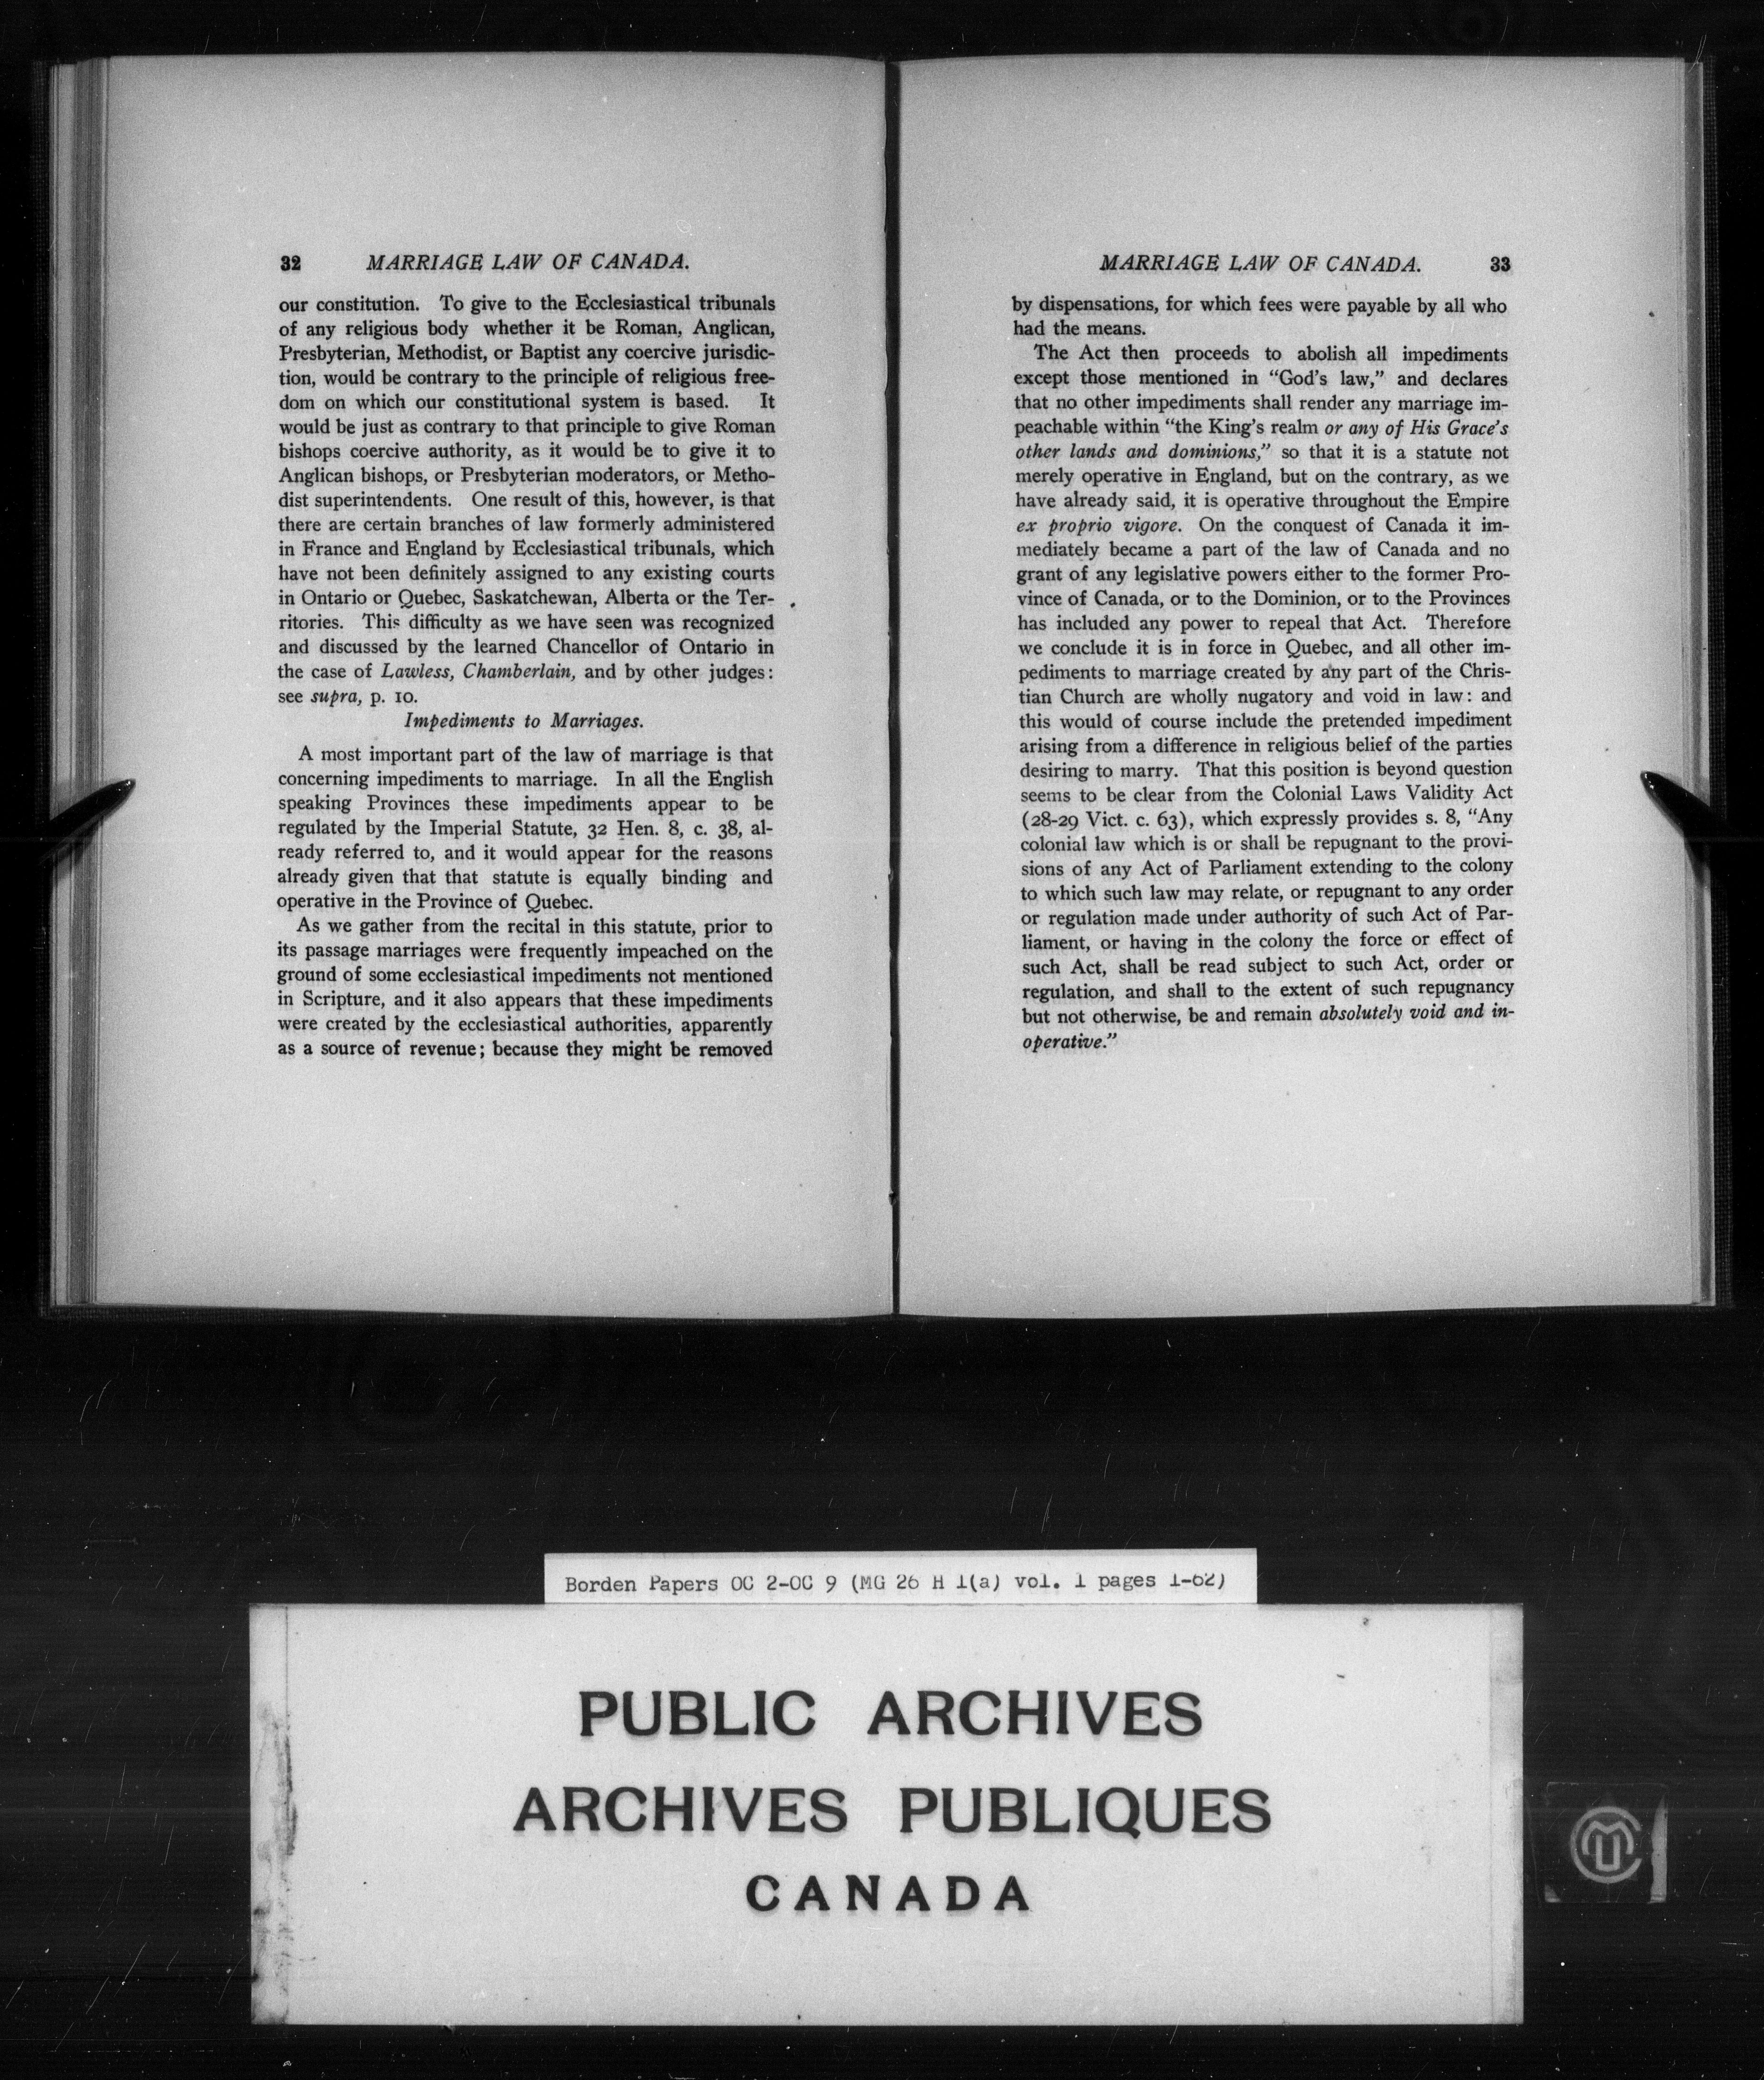 32 MARRIAGE LAW OF CANADA.
our constitution. To give to the Ecclesiastical tribunals
of any religious body whether it be Roman, Anglican,
Presbyterian, Methodist, or Baptist any coercive jurisdic-
tion, would be contrary to the principle of religious free-
dom on which our constitutional system is based. It
would be just as contrary to that principle to give Roman
bishops coercive authority, as it would be to give it to
Anglican bishops, or Presbyterian moderators, or Metho-
dist superintendents. One result of this, however, is that
there are certain branches of law formerly administered
in France and England by Ecclesiastical tribunals, which
have not been definitely assigned to any existing courts
in Ontario or Quebec, Saskatchewan, Alberta or the Ter-
ritories. This difficulty as we have seen was recognized
and discussed by the learned Chancellor of Ontario in
the case of Lawless, Chamberlain, and by other judges:
see supra, p. 10.
Impediments to Marriages.
A most important part of the law of marriage is that
concerning impediments to marriage. In all the English
speaking Provinces these impediments appear to be
regulated by the Imperial Statute, 32 Hen. 8, c. 38, al-
ready referred to, and it would appear for the reasons
already given that that statute is equally binding and
operative in the Province of Quebec.
As we gather from the recital in this statute, prior to
its passage marriages were frequently impeached on the
ground of some ecclesiastical impediments not mentioned
in Scripture, and it also appears that these impediments
were created by the ecclesiastical authorities, apparently
as a source of revenue; because they might be removed
MARRIAGE LAW OF CANADA. 33
by dispensations, for which fees were payable by all who
had the means.
The Act then proceeds to abolish all impediments
except those mentioned in “God's law,” and declares
that no other impediments shall render any marriage im-
peachable within “the King's realm or any of His Grace's
other lands and dominions,” so that it is a statute not
merely operative in England, but on the contrary, as we
have already said, it is operative throughout the Empire
ex proprio vigore. On the conquest of Canada it im-
mediately became a part of the law of Canada and no
grant of any legislative powers either to the former Pro-
vince of Canada, or to the Dominion, or to the Provinces
has included any power to repeal that Act. Therefore
we conclude it is in force in Quebec, and all other im-
pediments to marriage created by any part of the Chris-
tian Church are wholly nugatory and void in law: and
this would of course include the pretended impediment
arising from a difference in religious belief of the parties
desiring to marry. That this position is beyond question
seems to be clear from the Colonial Laws Validity Act
(28-29 Vict. c. 63), which expressly provides s. 8, “Any
colonial law which is or shall be repugnant to the provi-
sions of any Act of Parliament extending to the colony
to which such law may relate, or repugnant to any order
or regulation made under authority of such Act of Par-
liament, or having in the colony the force or effect of
such Act, shall be read subject to such Act, order or
regulation, and shall to the extent of such repugnancy
but not otherwise, be and remain absolutely void and in-
operative.”
Borden Papers OC 2-OC 9 (MG 26 H 1(a) vol. 1 pages 1-62)
PUBLIC ARCHIVES
ARCHIVES PUBLIQUES
CANADA